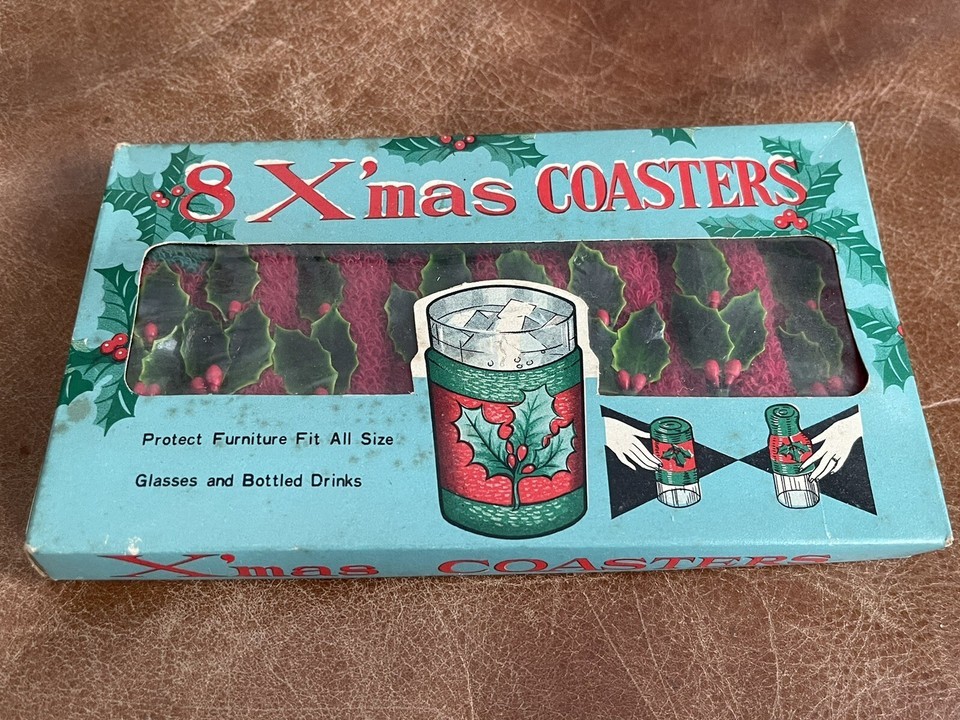 8 X'mas COASTERS
Protect Furniture Fit All Size
Glasses and Bottled Drinks
X'mas COASTERS